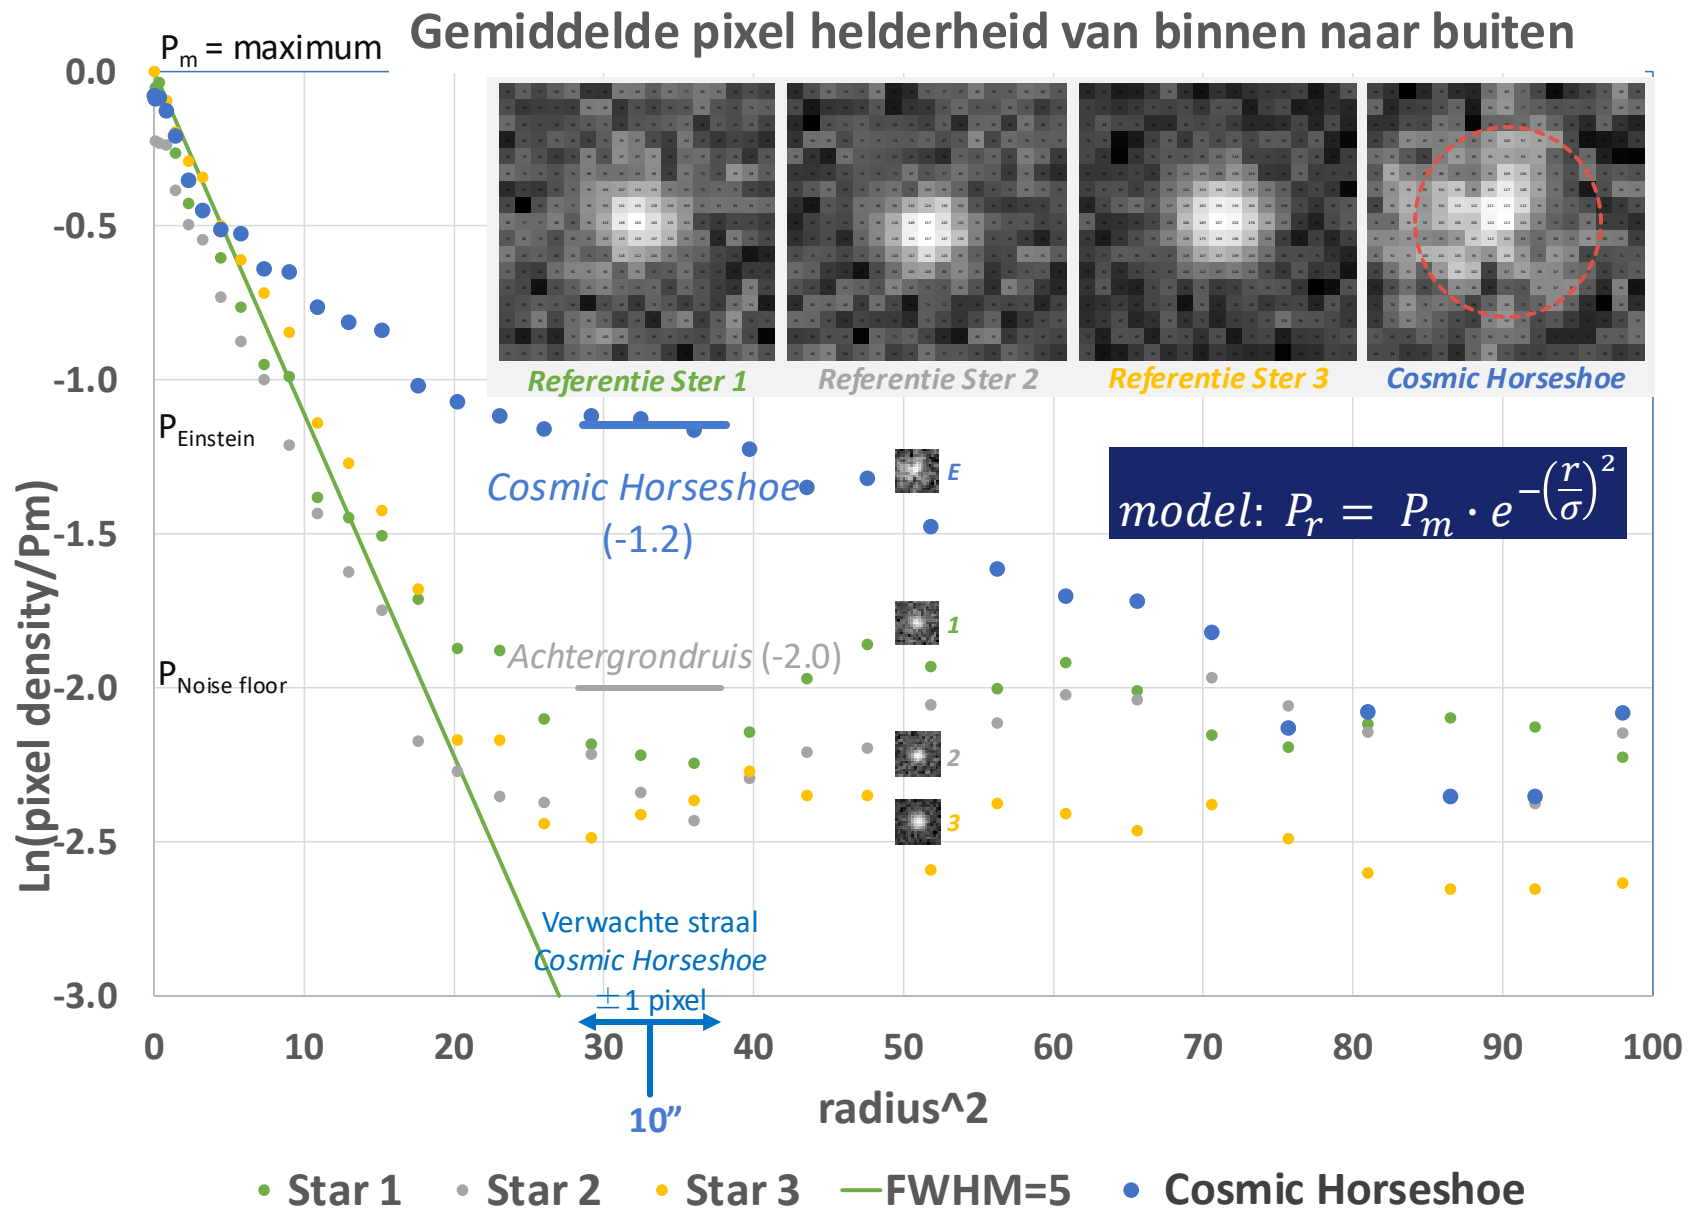 Gemiddelde pixel helderheid van binnen naar buiten
Pm = maximum
0.0
-0.5
-1.0
-1.5
-2.0
-2.5
-3.0
Ln(pixel density/Pm)
Referentie Ster 1
Referentie Ster 2
Referentie Ster 3
Cosmic Horseshoe
PEinstein
Cosmic Horseshoe
(-1.2)
E
model: Pr = Pm · e^-(r/σ)^2
1
Achtergrondruis (-2.0)
PNoise floor
2
3
Verwachte straal
Cosmic Horseshoe
±1 pixel
0 10 20 30 40 50 60 70 80 90 100
10”
radius^2
Star 1 Star 2 Star 3 FWHM=5 Cosmic Horseshoe